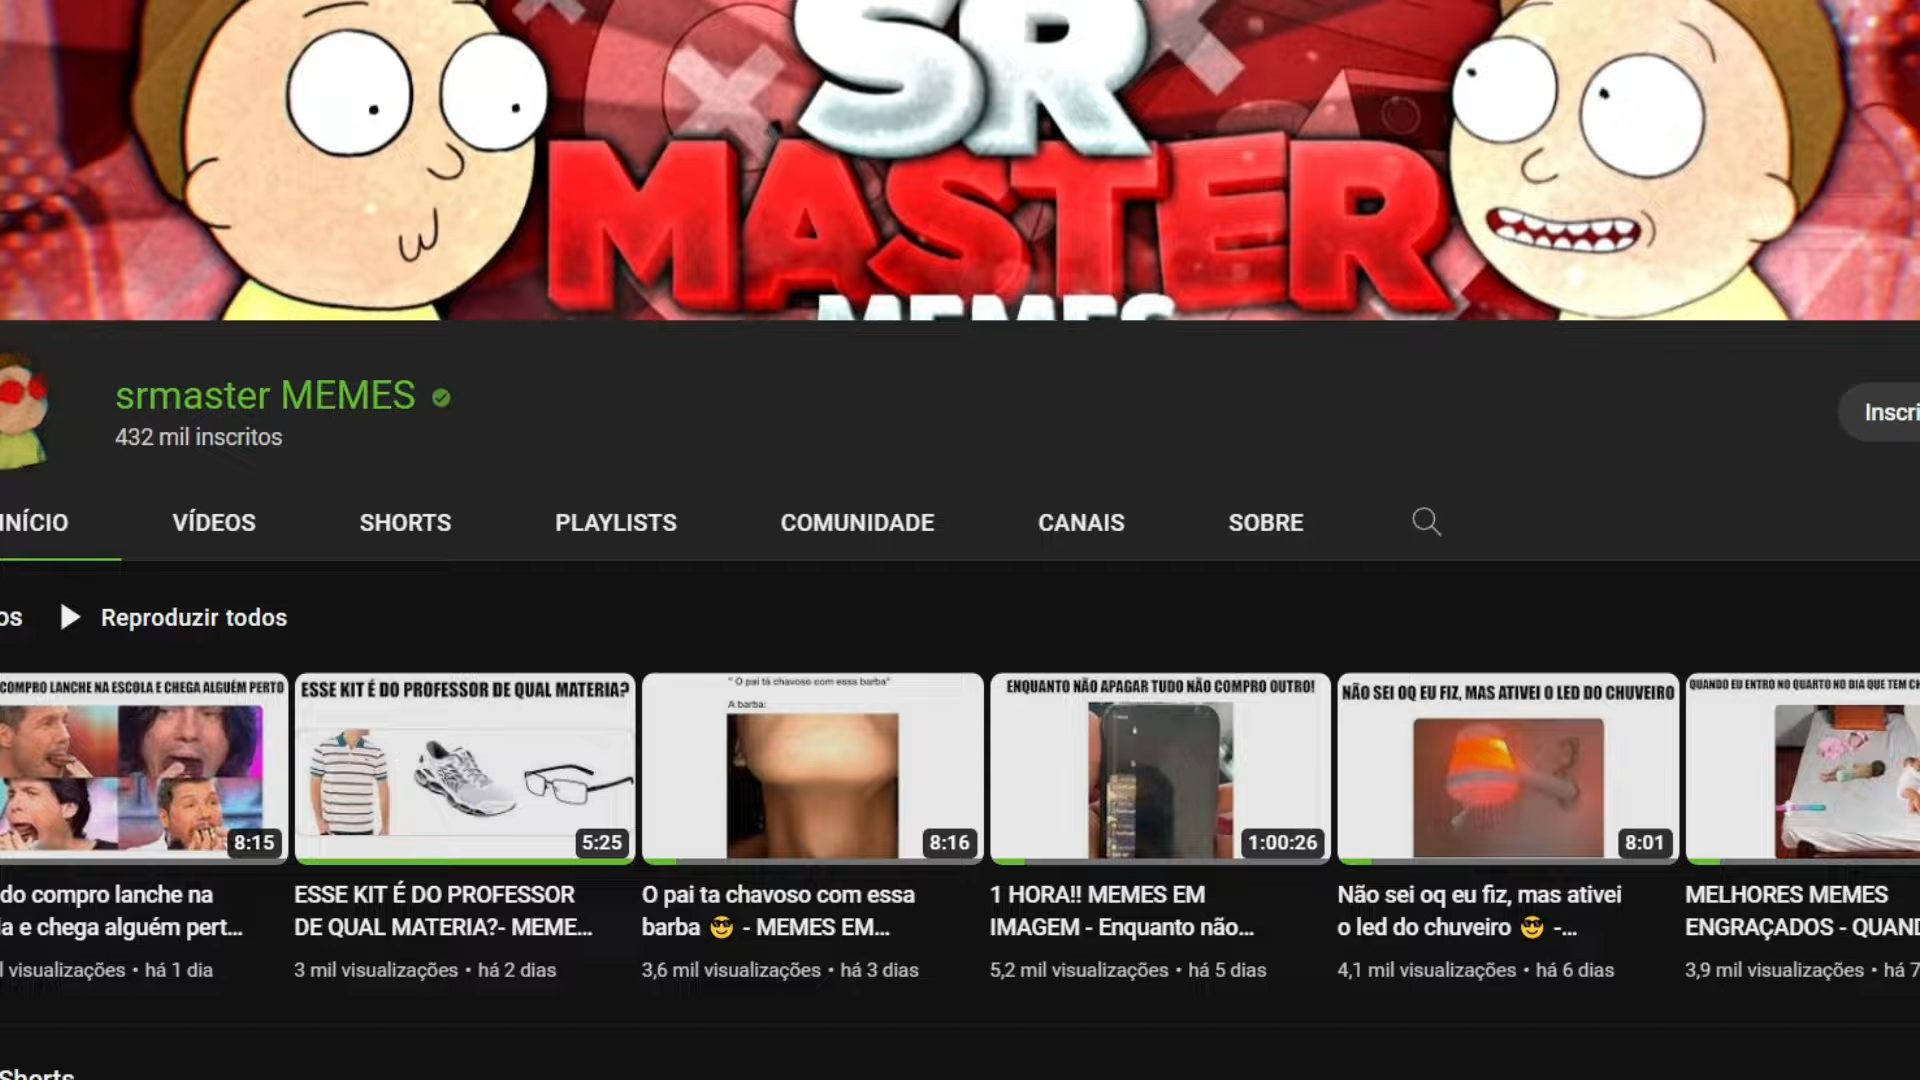 SR
MASTER
MEMES
srmaster MEMES
432 mil inscritos
Inscri
INÍCIO
VÍDEOS
SHORTS
PLAYLISTS
COMUNIDADE
CANAIS
SOBRE
os
Reproduzir todos
COMPRO LANCHE NA ESCOLA E CHEGA ALGUÉM PERTO
8:15
do compro lanche na
la e chega alguém pert...
l visualizações • há 1 dia
ESSE KIT É DO PROFESSOR DE QUAL MATERIA?
5:25
ESSE KIT É DO PROFESSOR
DE QUAL MATERIA?- MEME...
3 mil visualizações • há 2 dias
" O pai tá chavoso com essa barba"
A barba:
8:16
O pai ta chavoso com essa
barba 😎 - MEMES EM...
3,6 mil visualizações • há 3 dias
ENQUANTO NÃO APAGAR TUDO NÃO COMPRO OUTRO!
1:00:26
1 HORA!! MEMES EM
IMAGEM - Enquanto não...
5,2 mil visualizações • há 5 dias
NÃO SEI OQ EU FIZ, MAS ATIVEI O LED DO CHUVEIRO
8:01
Não sei oq eu fiz, mas ativei
o led do chuveiro 😎 -...
4,1 mil visualizações • há 6 dias
QUANDO EU ENTRO NO QUARTO NO DIA QUE TEM CH
MELHORES MEMES
ENGRAÇADOS - QUAND
3,9 mil visualizações • há 7
Shorts